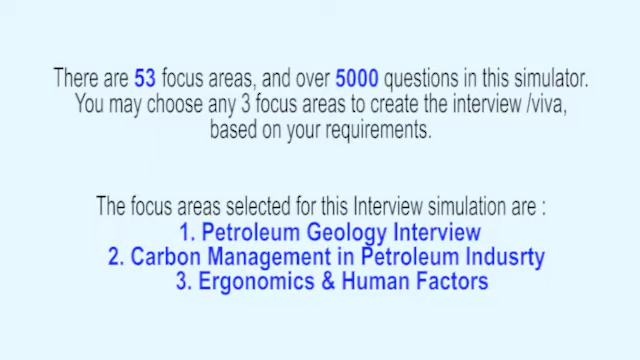 There are 53 focus areas, and over 5000 questions in this simulator.
You may choose any 3 focus areas to create the interview /viva,
based on your requirements.
The focus areas selected for this Interview simulation are :
1. Petroleum Geology Interview
2. Carbon Management in Petroleum Indusrty
3. Ergonomics & Human Factors